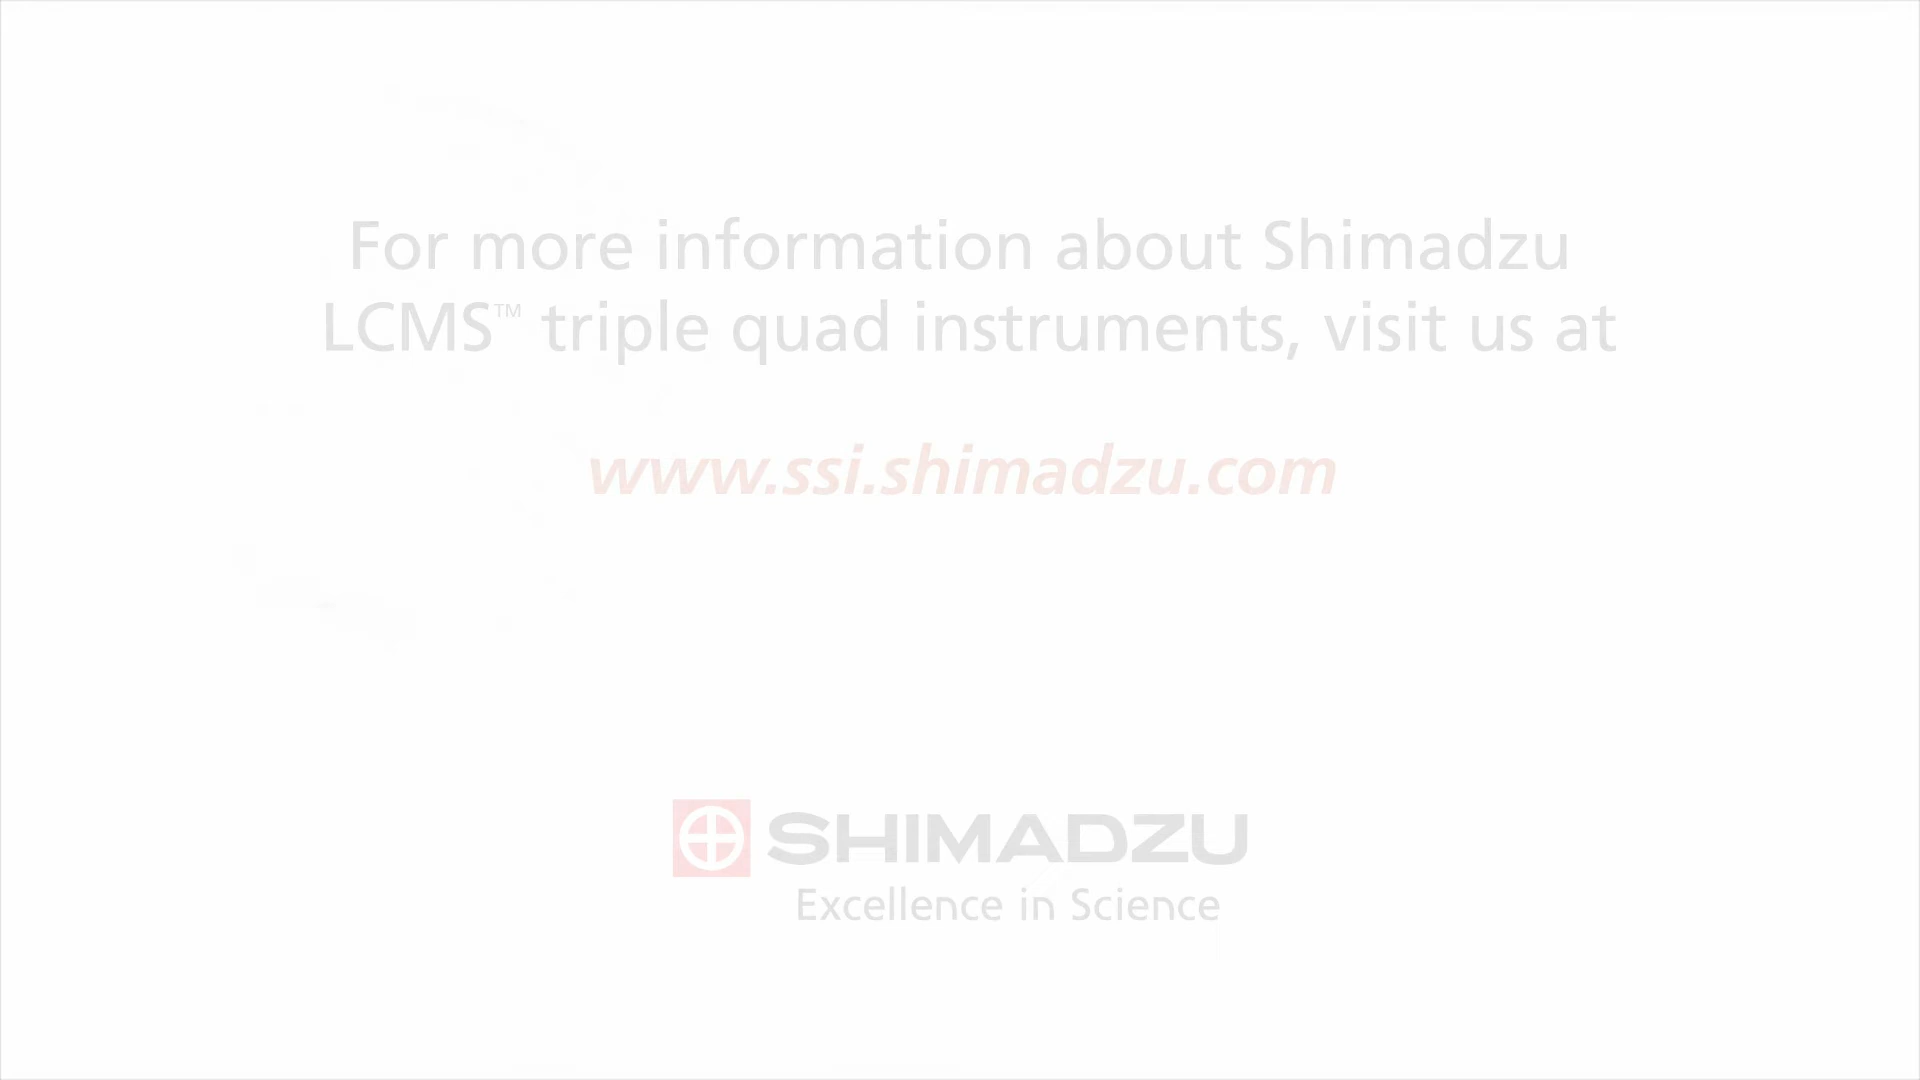 For more information about Shimadzu
LCMS™ triple quad instruments, visit us at
www.ssi.shimadzu.com
SHIMADZU
Excellence in Science